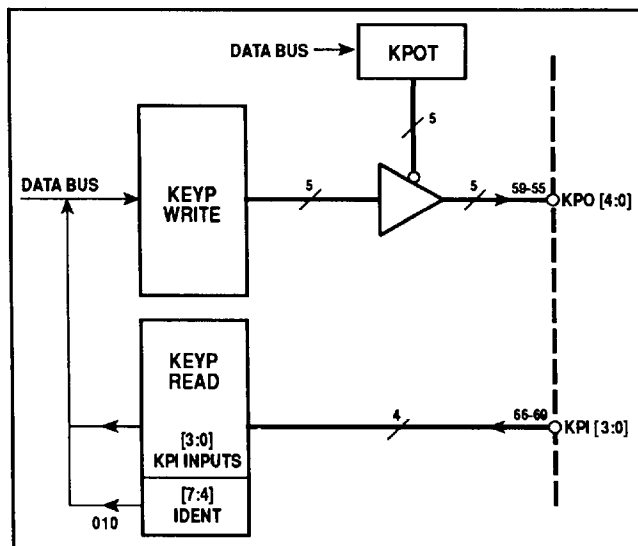 DATA BUS
KPOT
5
DATA BUS
KEYP
WRITE
5
5
59-55
KPO [4:0]
KEYP
READ
4
66-69
KPI [3:0]
[3:0]
KPI INPUTS
[7:4]
IDENT
010